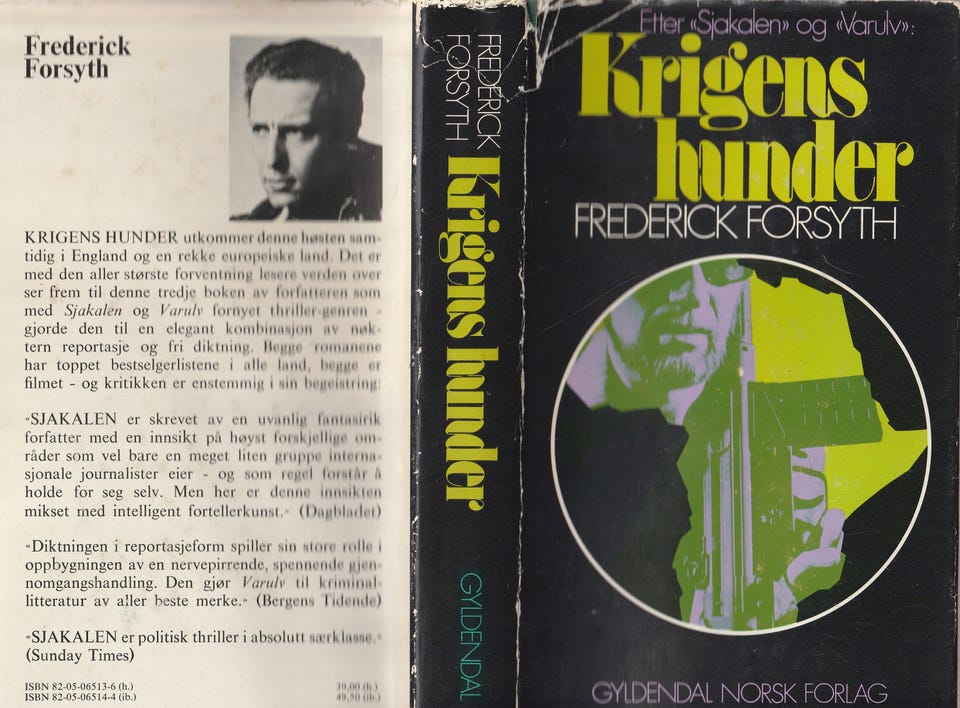 Frederick
Forsyth
KRIGENS HUNDER utkommer denne høsten sam-
tidig i England og en rekke europeiske land. Det er
med den aller største forventning lesere verden over
ser frem til denne tredje boken av forfatteren som
med Sjakalen og Varulv fornyet thriller-genren -
gjorde den til en elegant kombinasjon av nøk-
tern reportasje og fri diktning. Begge romanene
har toppet bestselgerlistene i alle land, begge er
filmet - og kritikken er enstemmig i sin begeistring:
«SJAKALEN er skrevet av en uvanlig fantasirik
forfatter med en innsikt på høyst forskjellige om-
råder som vel bare en meget liten gruppe interna-
sjonale journalister eier - og som regel forstår å
holde for seg selv. Men her er denne innsikten
mikset med intelligent fortellerkunst.» (Dagbladet)
«Diktningen i reportasjeform spiller sin store rolle i
oppbygningen av en nervepirrende, spennende gjen-
nomgangshandling. Den gjør Varulv til kriminal-
litteratur av aller beste merke.» (Bergens Tidende)
«SJAKALEN er politisk thriller i absolutt særklasse.»
(Sunday Times)
ISBN 82-05-06513-6 (h.) 39,00 (h.)
ISBN 82-05-06514-4 (ib.) 49,50 (ib.)
FREDERICK
FORSYTH
Krigens hunder
GYLDENDAL
Etter «Sjakalen» og «Varulv»:
Krigens
hunder
FREDERICK FORSYTH
GYLDENDAL NORSK FORLAG